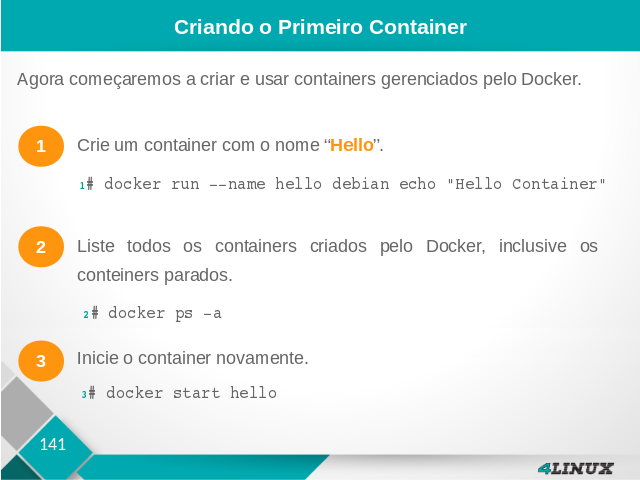 Criando o Primeiro Container
Agora começaremos a criar e usar containers gerenciados pelo Docker.
1
Crie um container com o nome “Hello”.
1# docker run --name hello debian echo "Hello Container"
2
Liste todos os containers criados pelo Docker, inclusive os
conteiners parados.
2# docker ps -a
3
Inicie o container novamente.
3# docker start hello
141
4LINUX